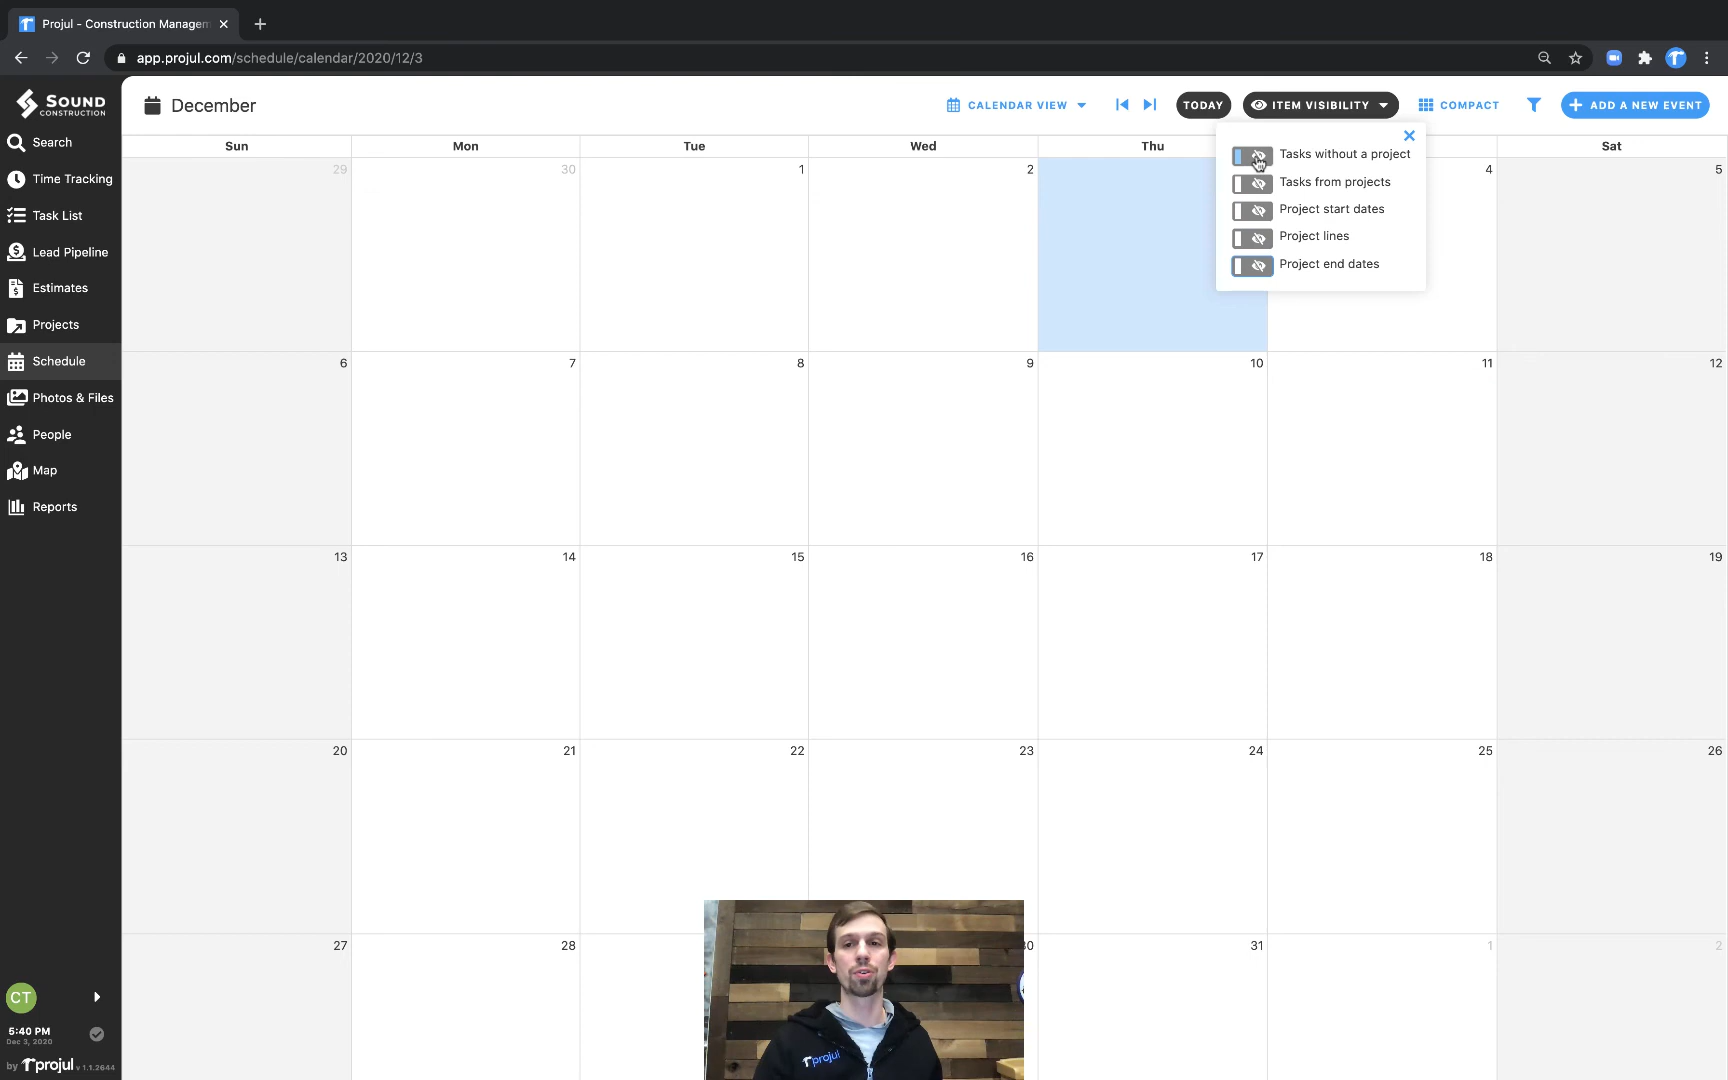 Projul - Construction Managem
app.projul.com/schedule/calendar/2020/12/3
SOUND
CONSTRUCTION
December
CALENDAR VIEW
TODAY
ITEM VISIBILITY
COMPACT
ADD A NEW EVENT
Search
Time Tracking
Task List
Lead Pipeline
Estimates
Projects
Schedule
Photos & Files
People
Map
Reports
Tasks without a project
Tasks from projects
Project start dates
Project lines
Project end dates
Sun Mon Tue Wed Thu Sat
29 30 1 2 4 5
6 7 8 9 10 11 12
13 14 15 16 17 18 19
20 21 22 23 24 25 26
27 28 30 31 1 2
projul
CT
5:40 PM
Dec 3, 2020
by projul v 1.1.2644